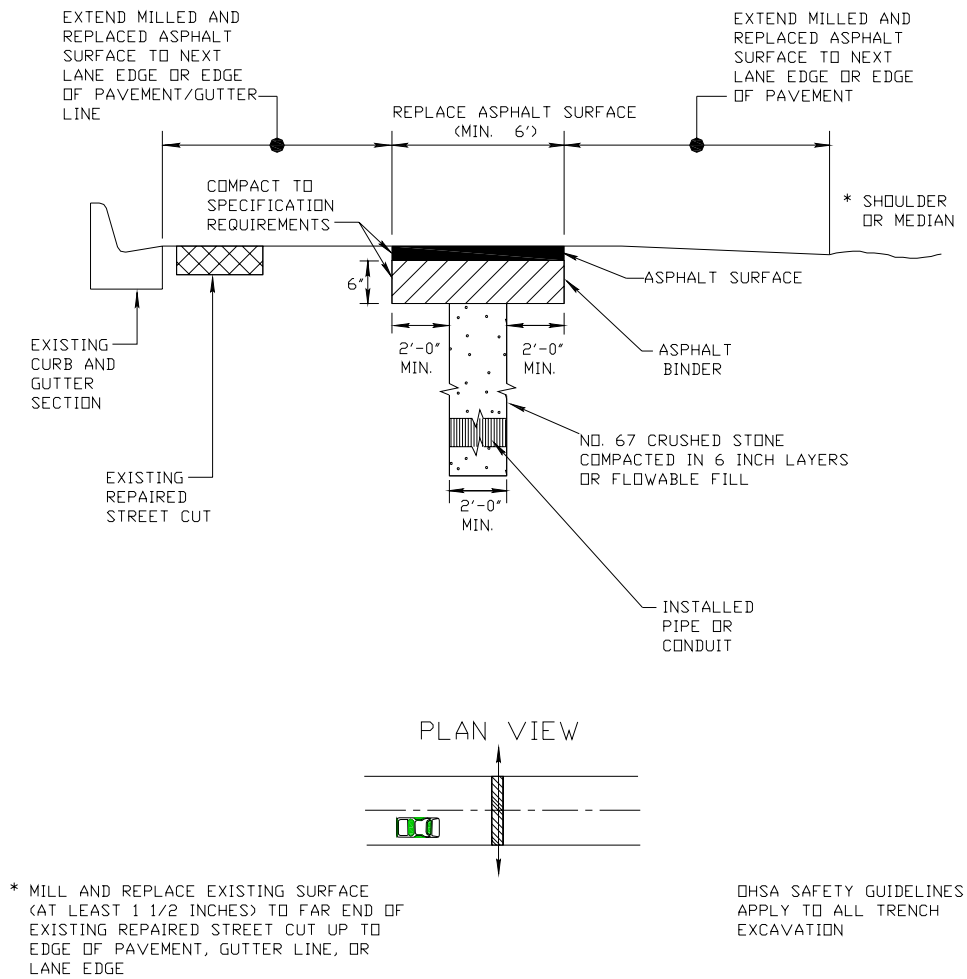 EXTEND MILLED AND
REPLACED ASPHALT
SURFACE TO NEXT
LANE EDGE OR EDGE
OF PAVEMENT/GUTTER
LINE
REPLACE ASPHALT SURFACE
(MIN. 6')
EXTEND MILLED AND
REPLACED ASPHALT
SURFACE TO NEXT
LANE EDGE OR EDGE
OF PAVEMENT
COMPACT TO
SPECIFICATION
REQUIREMENTS
* SHOULDER
OR MEDIAN
6"
ASPHALT SURFACE
EXISTING
CURB AND
GUTTER
SECTION
2'-0"
MIN.
2'-0"
MIN.
ASPHALT
BINDER
NO. 67 CRUSHED STONE
COMPACTED IN 6 INCH LAYERS
OR FLOWABLE FILL
EXISTING
REPAIRED
STREET CUT
2'-0"
MIN.
INSTALLED
PIPE OR
CONDUIT
PLAN VIEW
* MILL AND REPLACE EXISTING SURFACE
(AT LEAST 1 1/2 INCHES) TO FAR END OF
EXISTING REPAIRED STREET CUT UP TO
EDGE OF PAVEMENT, GUTTER LINE, OR
LANE EDGE
OHSA SAFETY GUIDELINES
APPLY TO ALL TRENCH
EXCAVATION